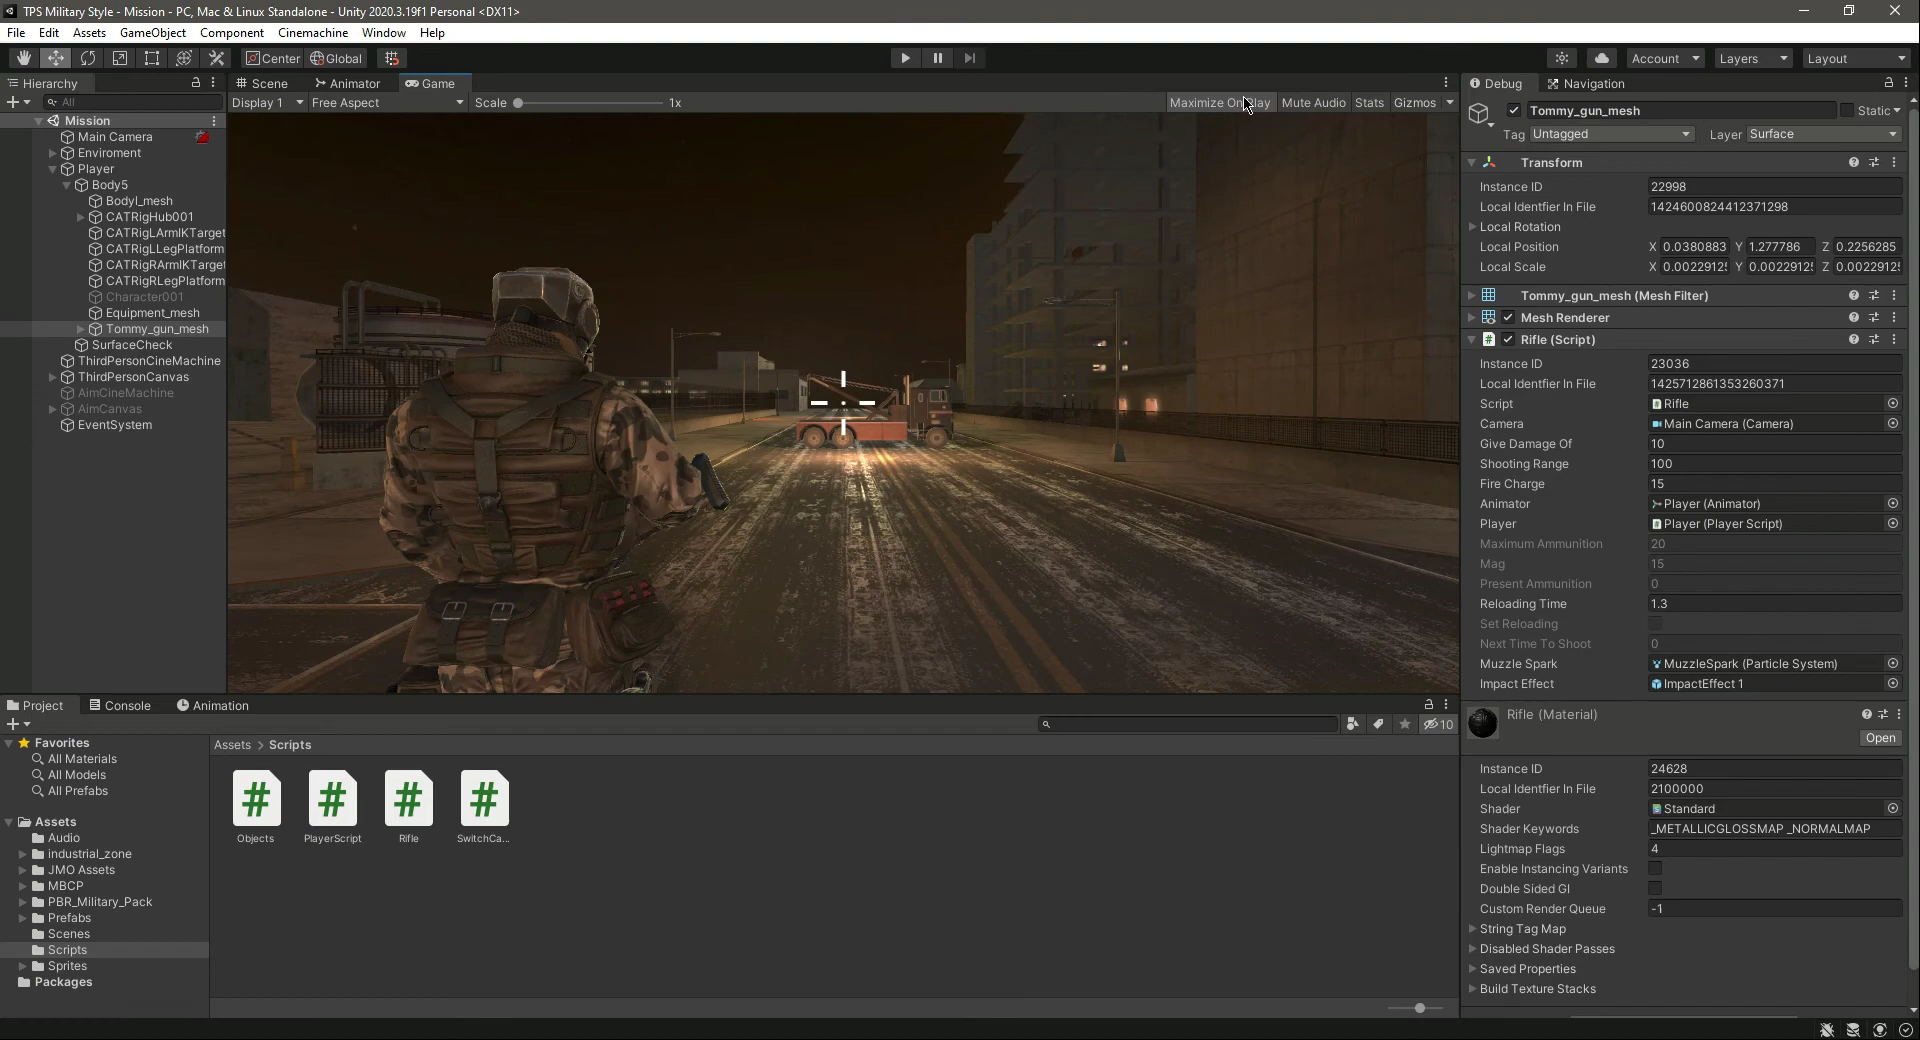 TPS Military Style - Mission - PC, Mac & Linux Standalone - Unity 2020.3.19f1 Personal <DX11>
File Edit Assets GameObject Component Cinemachine Window Help
Center Global Account Layers Layout
Hierarchy
All
Mission
Main Camera
Enviroment
Player
Body5
Bodyl_mesh
CATRigHub001
CATRigLArmIKTarget
CATRigLLegPlatform
CATRigRArmIKTarget
CATRigRLegPlatform
Character001
Equipment_mesh
Tommy_gun_mesh
SurfaceCheck
ThirdPersonCineMachine
ThirdPersonCanvas
AimCineMachine
AimCanvas
EventSystem
Scene Animator Game
Display 1 Free Aspect Scale 1x Maximize On Play Mute Audio Stats Gizmos
Debug Navigation
Tommy_gun_mesh Static
Tag Untagged Layer Surface
Transform
Instance ID 22998
Local Identfier In File 1424600824412371298
Local Rotation
Local Position X 0.0380883 Y 1.277786 Z 0.2256285
Local Scale X 0.0022912 Y 0.0022912 Z 0.0022912
Tommy_gun_mesh (Mesh Filter)
Mesh Renderer
Rifle (Script)
Instance ID 23036
Local Identfier In File 1425712861353260371
Script Rifle
Camera Main Camera (Camera)
Give Damage Of 10
Shooting Range 100
Fire Charge 15
Animator Player (Animator)
Player Player (Player Script)
Maximum Ammunition 20
Mag 15
Present Ammunition 0
Reloading Time 1.3
Set Reloading
Next Time To Shoot 0
Muzzle Spark MuzzleSpark (Particle System)
Impact Effect ImpactEffect 1
Rifle (Material)
Open
Instance ID 24628
Local Identfier In File 2100000
Shader Standard
Shader Keywords _METALLICGLOSSMAP _NORMALMAP
Lightmap Flags 4
Enable Instancing Variants
Double Sided GI
Custom Render Queue -1
String Tag Map
Disabled Shader Passes
Saved Properties
Build Texture Stacks
Project Console Animation
10
Favorites
All Materials
All Models
All Prefabs
Assets
Audio
industrial_zone
JMO Assets
MBCP
PBR_Military_Pack
Prefabs
Scenes
Scripts
Sprites
Packages
Assets > Scripts
Objects PlayerScript Rifle SwitchCa...